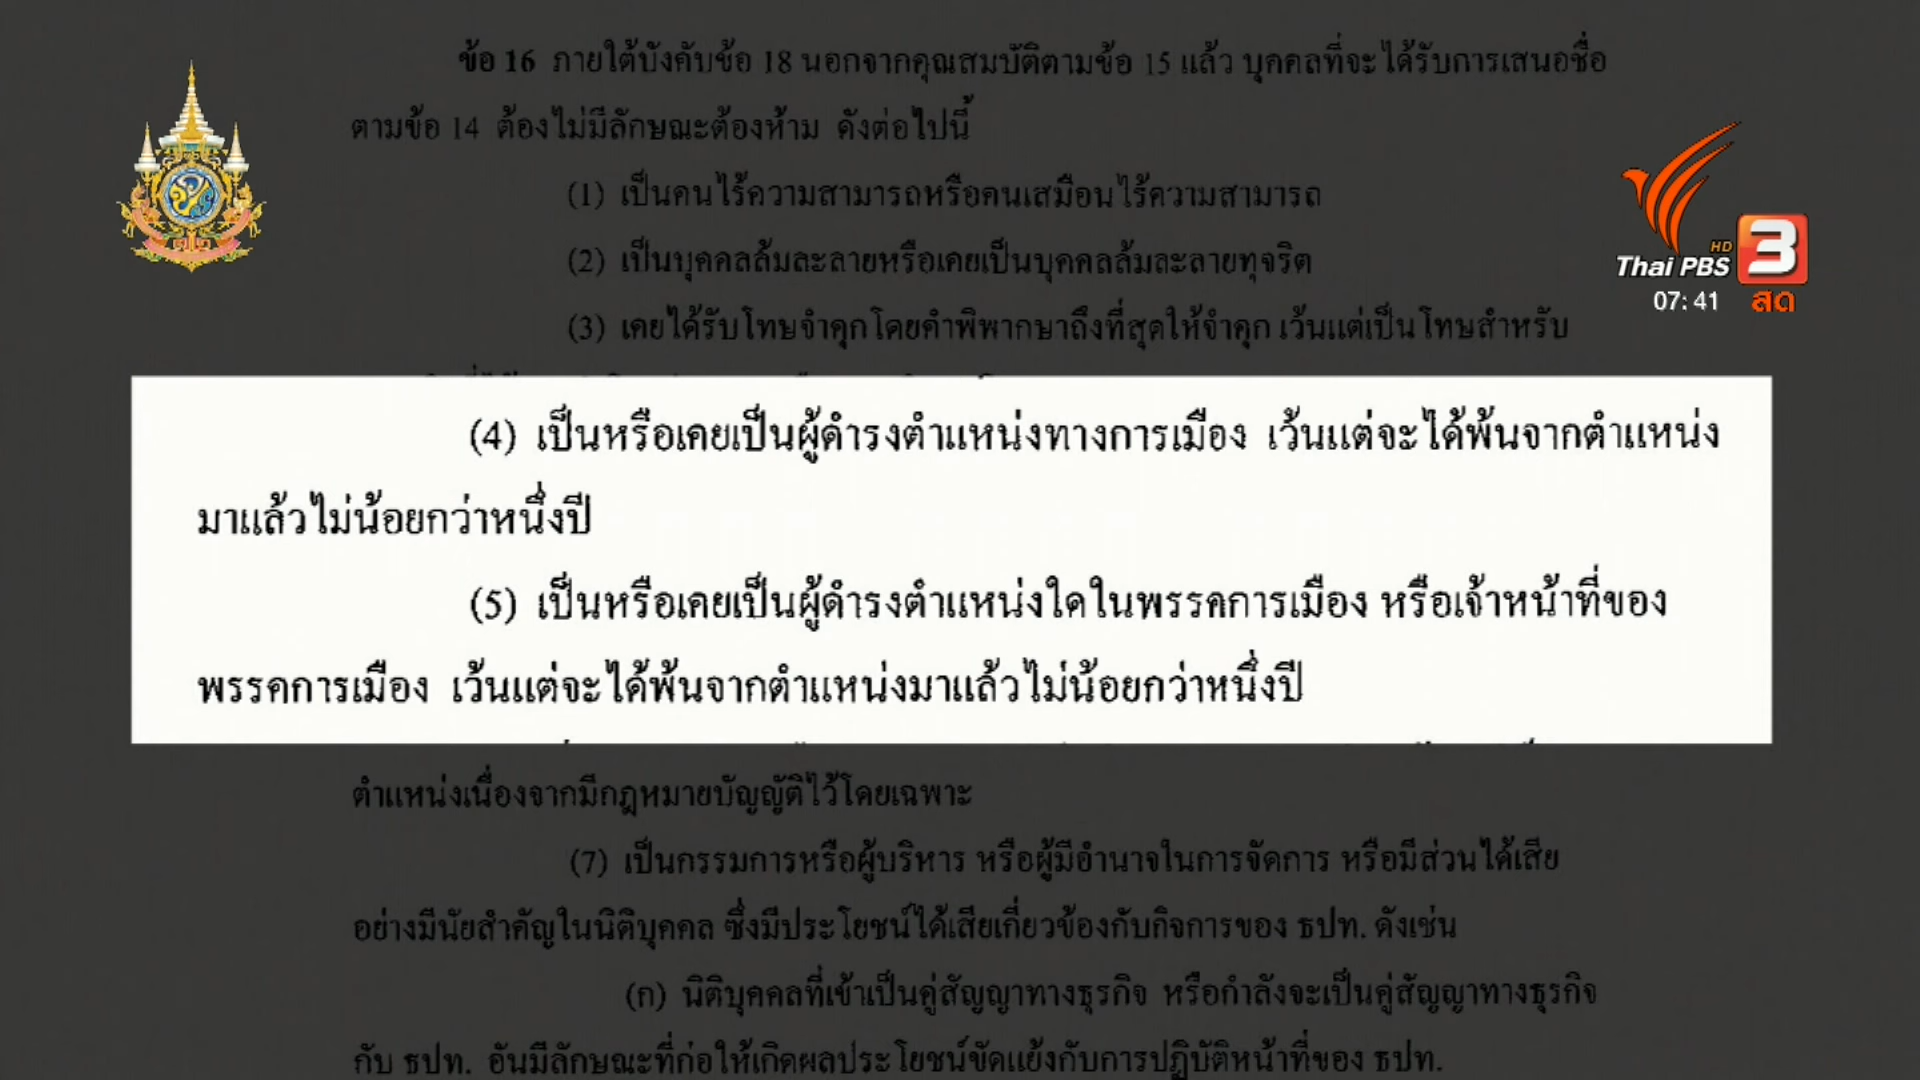 ข้อ 16 ภายใต้บังคับข้อ 18 นอกจากคุณสมบัติตามข้อ 15 แล้ว บุคคลที่จะได้รับการเสนอชื่อ
ตามข้อ 14 ต้องไม่มีลักษณะต้องห้าม ดังต่อไปนี้
(1) เป็นคนไร้ความสามารถหรือคนเสมือนไร้ความสามารถ
(2) เป็นบุคคลล้มละลายหรือเคยเป็นบุคคลล้มละลายทุจริต
(3) เคยได้รับโทษจำคุกโดยคำพิพากษาถึงที่สุดให้จำคุก เว้นแต่เป็นโทษสำหรับ
Thai PBS HD 3
07:41 สด
(4) เป็นหรือเคยเป็นผู้ดำรงตำแหน่งทางการเมือง เว้นแต่จะได้พ้นจากตำแหน่ง
มาแล้วไม่น้อยกว่าหนึ่งปี
(5) เป็นหรือเคยเป็นผู้ดำรงตำแหน่งใดในพรรคการเมือง หรือเจ้าหน้าที่ของ
พรรคการเมือง เว้นแต่จะได้พ้นจากตำแหน่งมาแล้วไม่น้อยกว่าหนึ่งปี
ตำแหน่งเนื่องจากมีกฎหมายบัญญัติไว้โดยเฉพาะ
(7) เป็นกรรมการหรือผู้บริหาร หรือผู้มีอำนาจในการจัดการ หรือมีส่วนได้เสีย
อย่างมีนัยสำคัญในนิติบุคคล ซึ่งมีประโยชน์ได้เสียเกี่ยวข้องกับกิจการของ ธปท. ดังเช่น
(ก) นิติบุคคลที่เข้าเป็นคู่สัญญาทางธุรกิจ หรือกำลังจะเป็นคู่สัญญาทางธุรกิจ
กับ ธปท. อันมีลักษณะที่ก่อให้เกิดผลประโยชน์ขัดแย้งกับการปฏิบัติหน้าที่ของ ธปท.